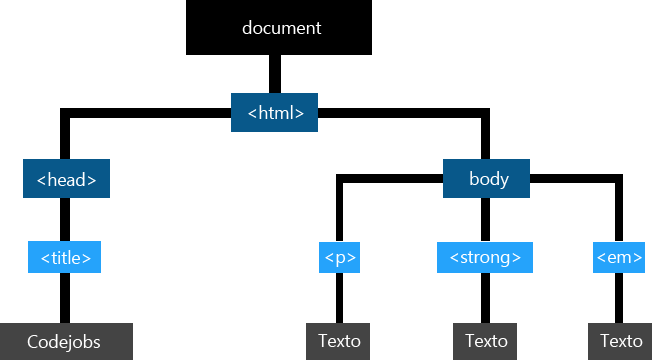 document
<html>
<head>
body
<title>
<p>
<strong>
<em>
Codejobs
Texto
Texto
Texto